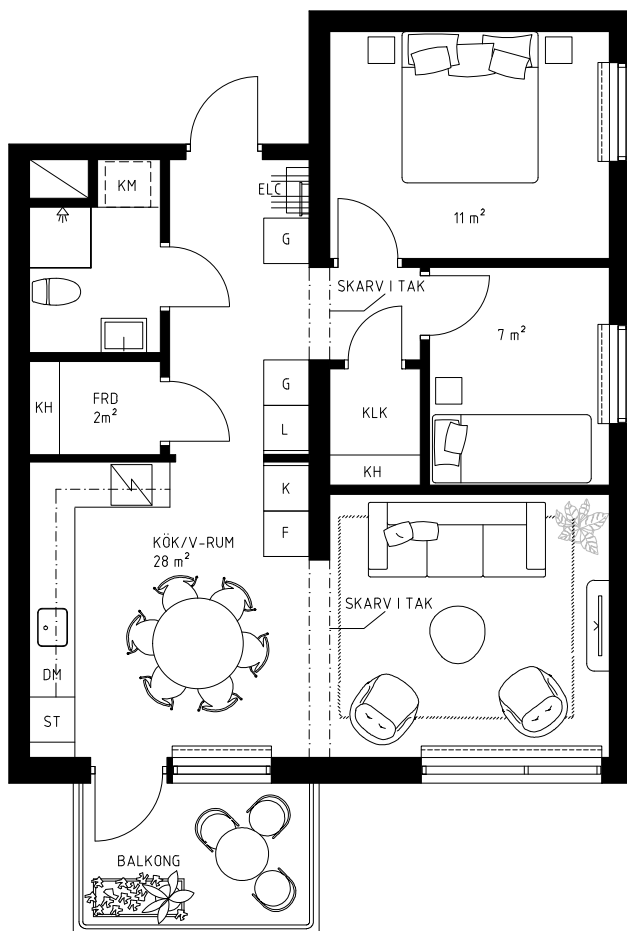 KM
ELC
G
11 m²
SKARV I TAK
7 m²
G
FRD
2m²
KH
KLK
L
KH
K
KÖK/V-RUM
28 m²
F
SKARV I TAK
DM
ST
BALKONG